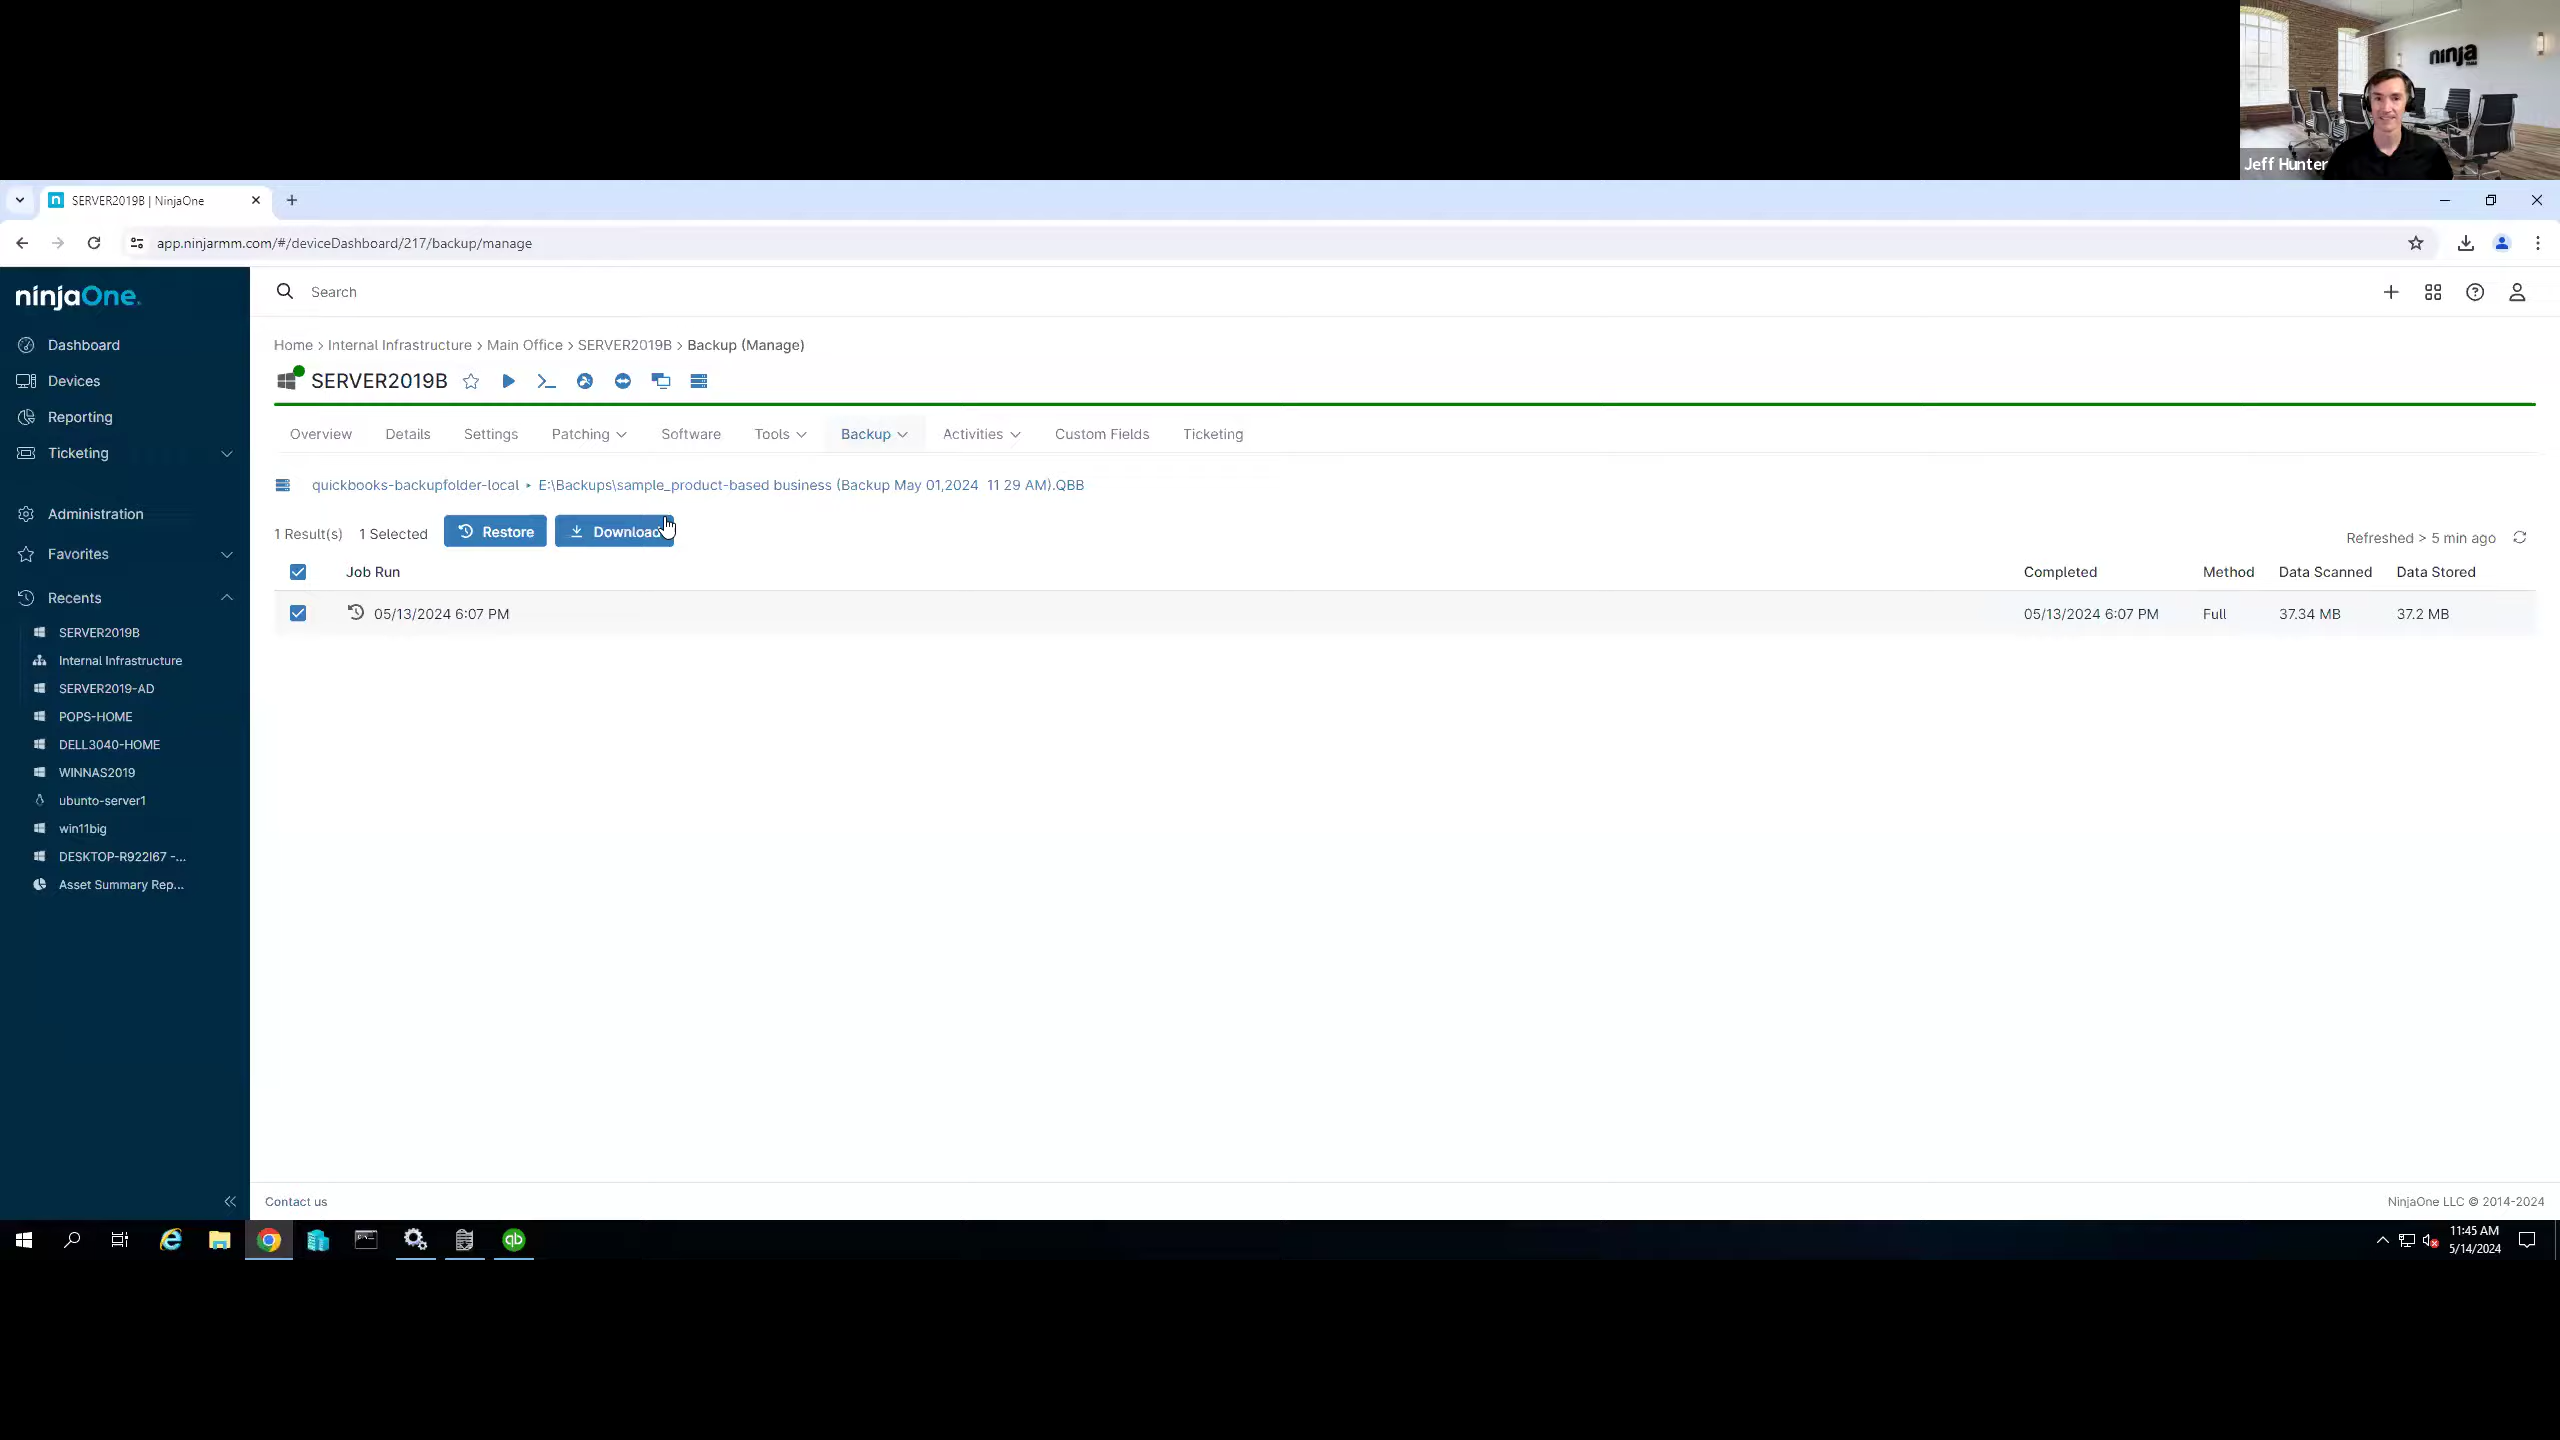 ninja
Jeff Hunter
SERVER2019B | NinjaOne
app.ninjarmm.com/#/deviceDashboard/217/backup/manage
ninjaOne
Search
Dashboard
Devices
Reporting
Ticketing
Administration
Favorites
Recents
SERVER2019B
Internal Infrastructure
SERVER2019-AD
POPS-HOME
DELL3040-HOME
WINNAS2019
ubunto-server1
win11big
DESKTOP-R922I67 -...
Asset Summary Rep...
Home > Internal Infrastructure > Main Office > SERVER2019B > Backup (Manage)
SERVER2019B
Overview Details Settings Patching Software Tools Backup Activities Custom Fields Ticketing
quickbooks-backupfolder-local ▸ E:\Backups\sample_product-based business (Backup May 01,2024 11 29 AM).QBB
1 Result(s) 1 Selected Restore Download Refreshed > 5 min ago
Job Run Completed Method Data Scanned Data Stored
05/13/2024 6:07 PM 05/13/2024 6:07 PM Full 37.34 MB 37.2 MB
Contact us NinjaOne LLC © 2014-2024
qb
11:45 AM
5/14/2024